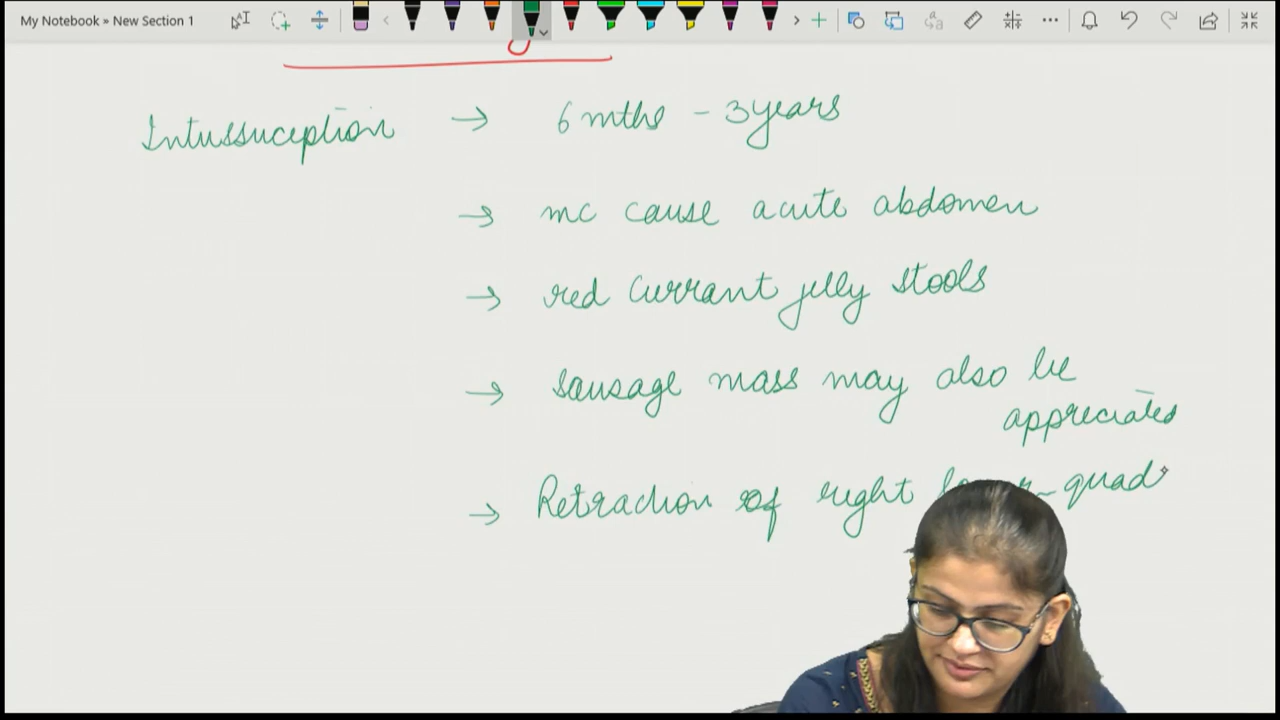 My Notebook » New Section 1
Intussuception → 6 mths - 3 years
→ mc cause acute abdomen
→ red currant jelly stools
→ sausage mass may also be
appreciated
→ Retraction of right quad